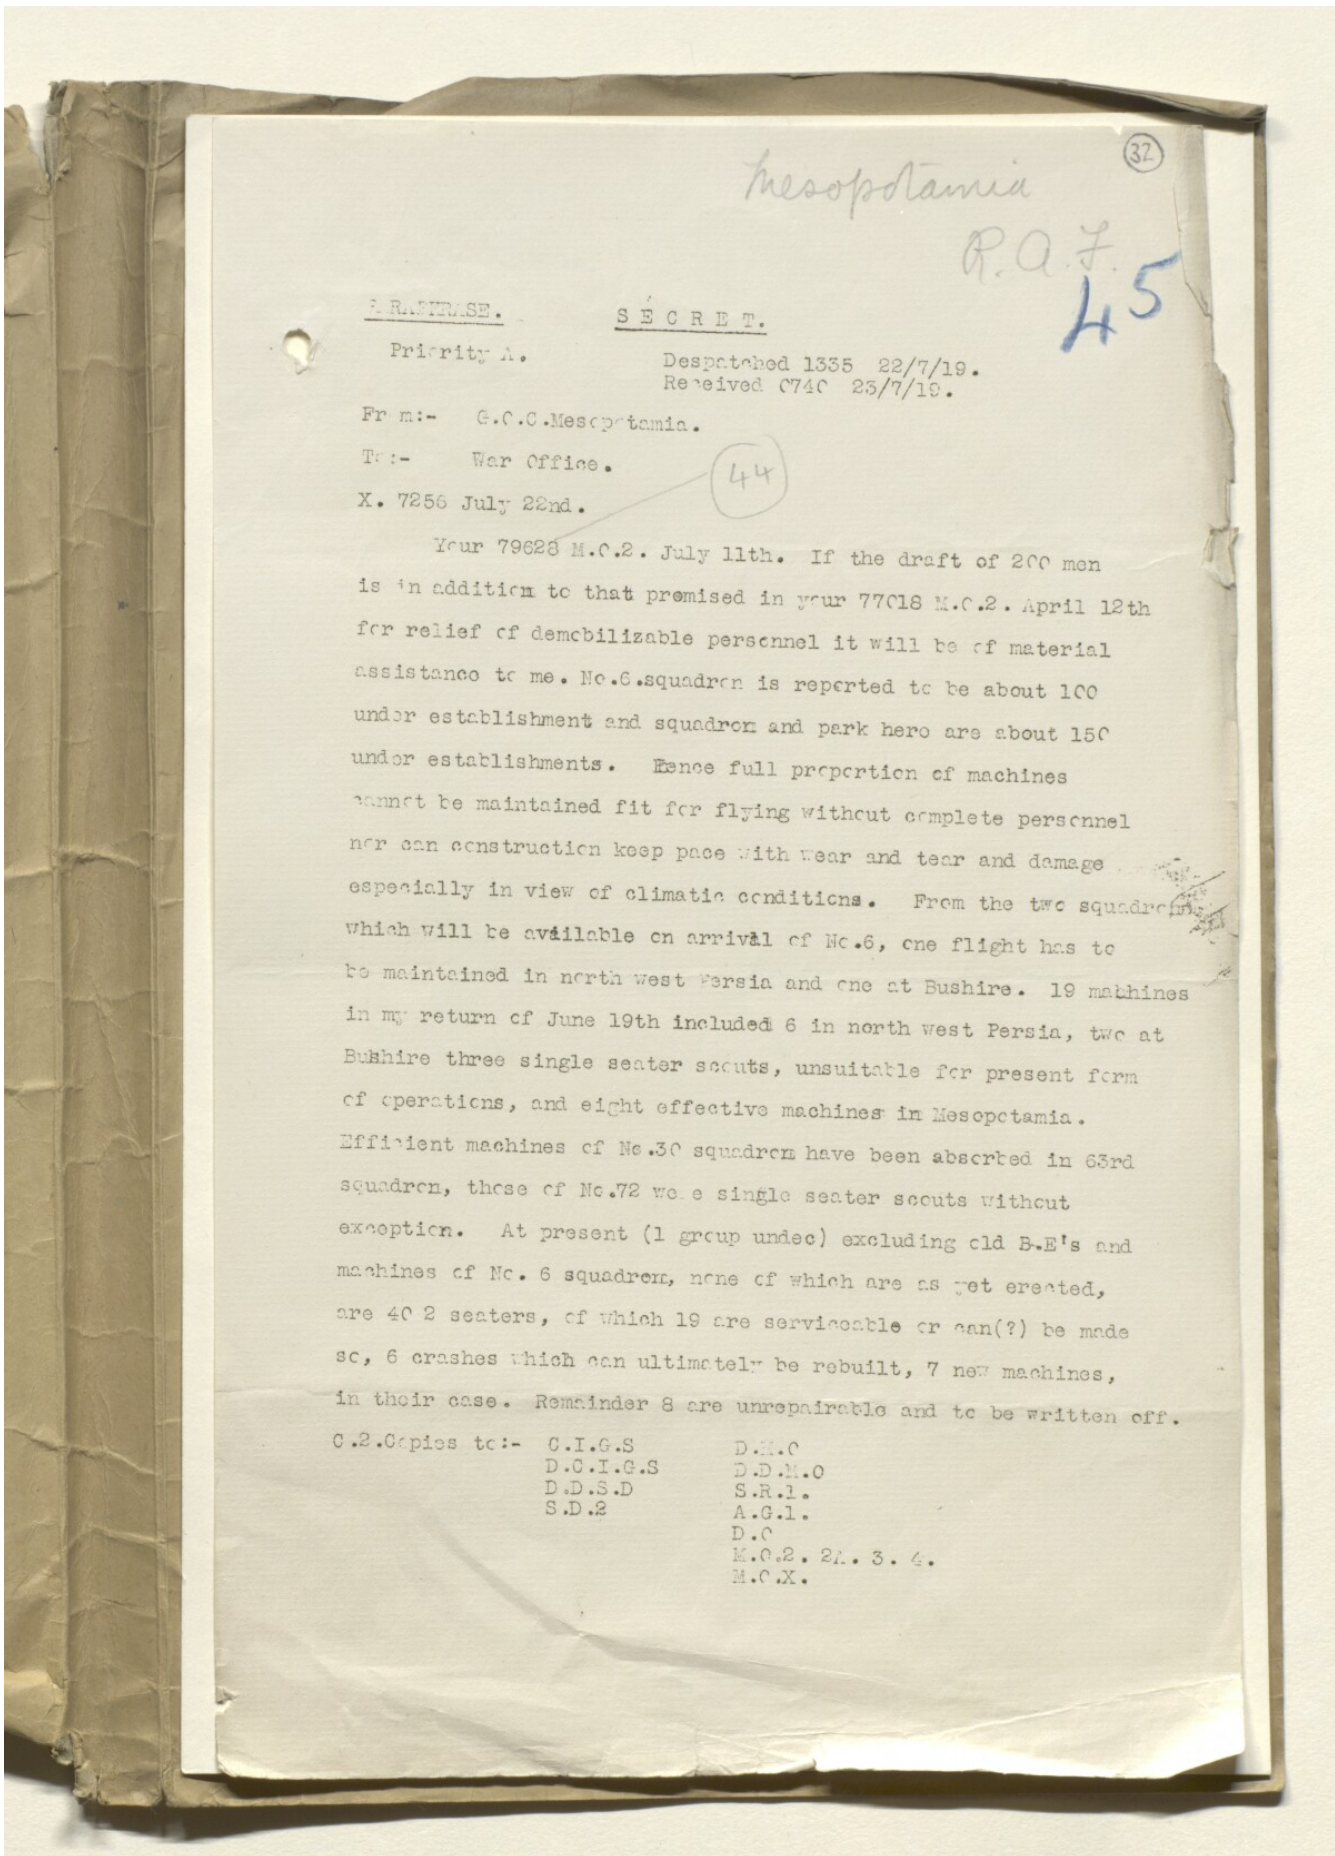 32
Mesopotamia
R.A.F.
45
PARAPHRASE.
SECRET.
Priority A.
Despatched 1335 22/7/19.
Received 0740 23/7/19.
From:- G.O.C.Mesopotamia.
To:- War Office.
44
X. 7256 July 22nd.
Your 79628 M.O.2. July 11th. If the draft of 200 men
is in addition to that promised in your 77018 M.O.2. April 12th
for relief of demobilizable personnel it will be of material
assistance to me. No.6.squadron is reported to be about 100
under establishment and squadron and park hero are about 150
under establishments. Hence full proportion of machines
cannot be maintained fit for flying without complete personnel
nor can construction keep pace with wear and tear and damage
especially in view of climatic conditions. From the two squadrons
which will be available on arrival of No.6, one flight has to
be maintained in north west Persia and one at Bushire. 19 mabhines
in my return of June 19th included 6 in north west Persia, two at
Bushire three single seater scouts, unsuitable for present form
of operations, and eight effective machines in Mesopotamia.
Efficient machines of No.30 squadron have been absorbed in 63rd
squadron, those of No.72 were single seater scouts without
exception. At present (1 group undec) excluding old B.E's and
machines of No. 6 squadron, none of which are as yet erected,
are 40 2 seaters, of which 19 are serviceable or can(?) be made
so, 6 crashes which can ultimately be rebuilt, 7 new machines,
in their case. Remainder 8 are unrepairable and to be written off.
C.2.Copies to:- C.I.G.S D.M.O
D.C.I.G.S D.D.M.O
D.D.S.D S.R.1.
S.D.2 A.G.1.
D.O
M.O.2. 2A. 3. 4.
M.O.X.